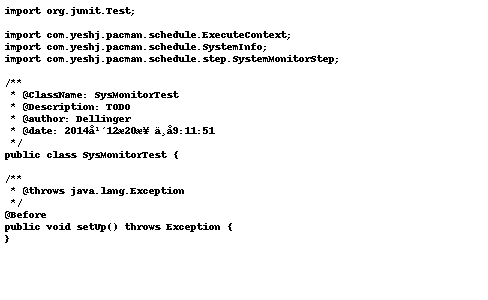 import org.junit.Test;
import com.yeshj.pacman.schedule.ExecuteContext;
import com.yeshj.pacman.schedule.SystemInfo;
import com.yeshj.pacman.schedule.step.SystemMonitorStep;
/**
* @ClassName: SysMonitorTest
* @Description: TODO
* @author: Dellinger
* @date: 2014å¹´12æ20æ¥ ä¸å9:11:51
*/
public class SysMonitorTest {
/**
* @throws java.lang.Exception
*/
@Before
public void setUp() throws Exception {
}